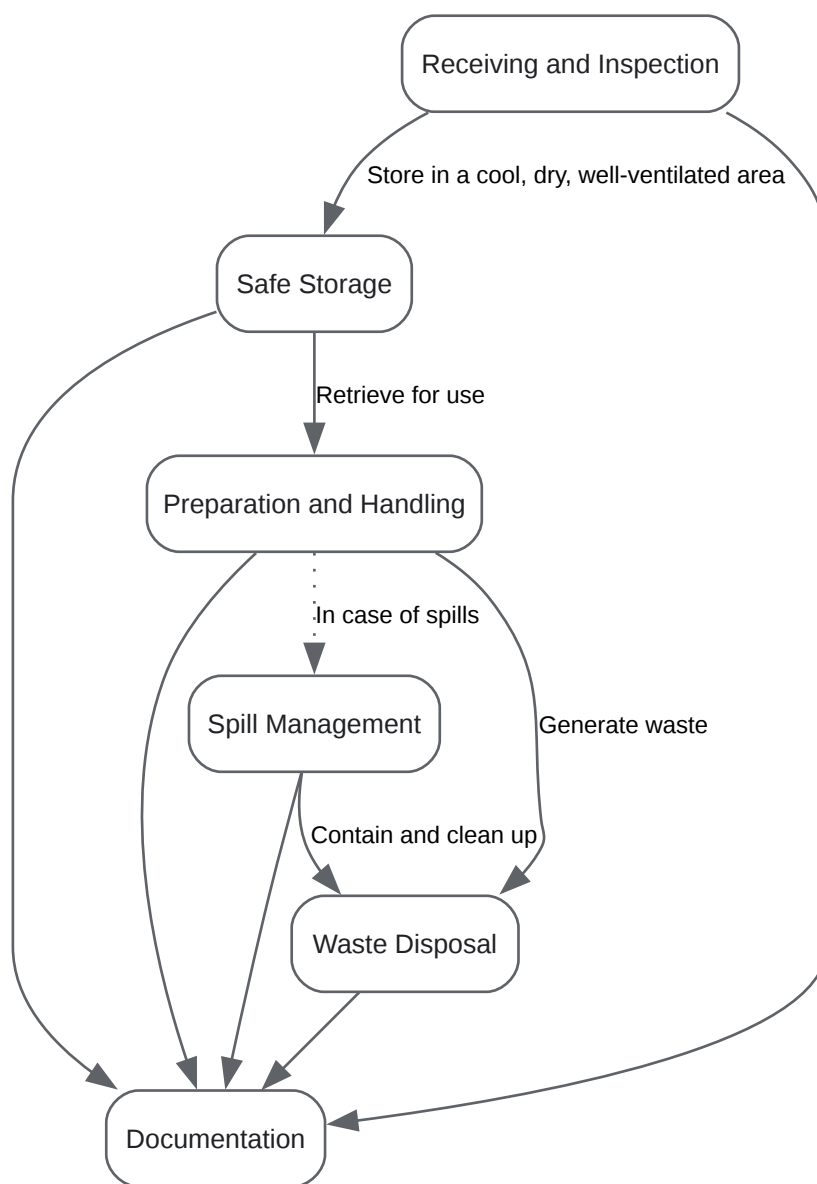 Receiving and Inspection
Store in a cool, dry, well-ventilated area
Safe Storage
Retrieve for use
Preparation and Handling
In case of spills
Spill Management
Generate waste
Contain and clean up
Waste Disposal
Documentation